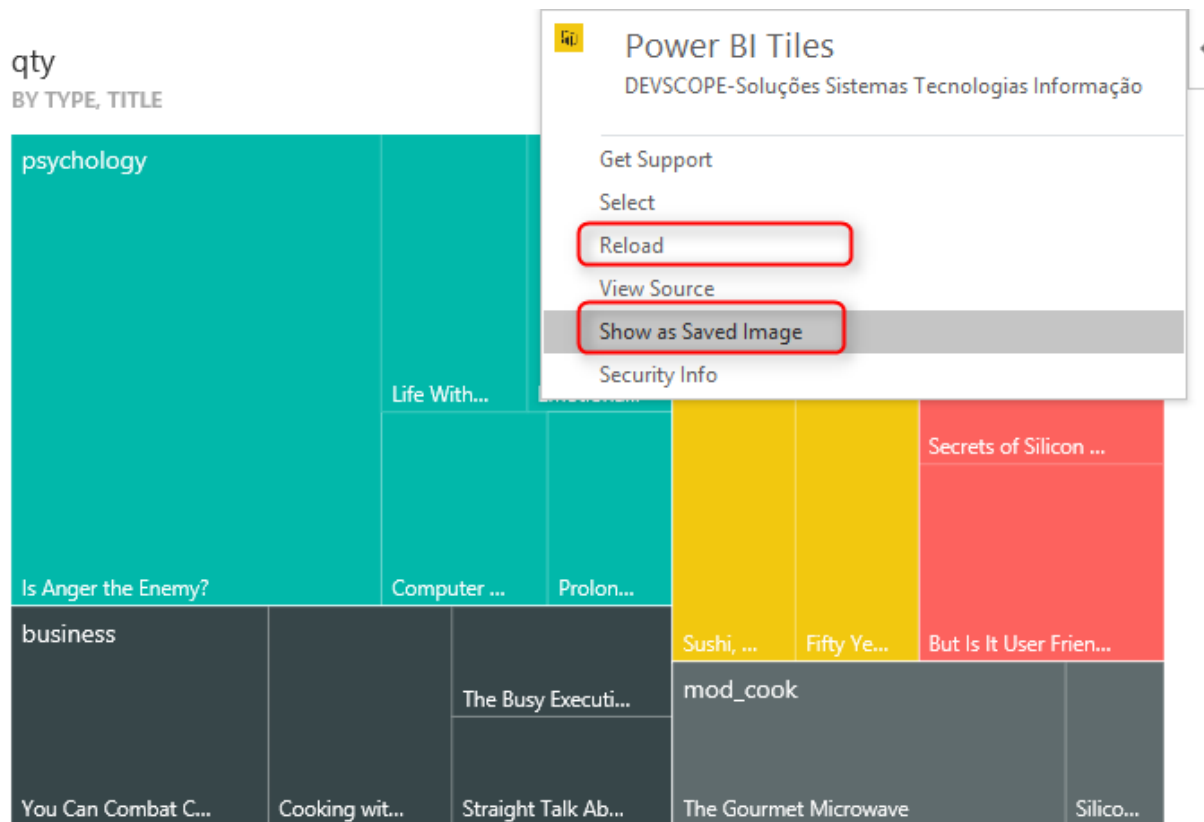 qty
BY TYPE, TITLE
Power BI Tiles
DEVSCOPE-Soluções Sistemas Tecnologias Informação
Get Support
Select
Reload
View Source
Show as Saved Image
Security Info
psychology
Life With...
Secrets of Silicon ...
Is Anger the Enemy?
Computer ...
Prolon...
business
Sushi, ...
Fifty Ye...
But Is It User Frien...
The Busy Executi...
mod_cook
You Can Combat C...
Cooking wit...
Straight Talk Ab...
The Gourmet Microwave
Silico...